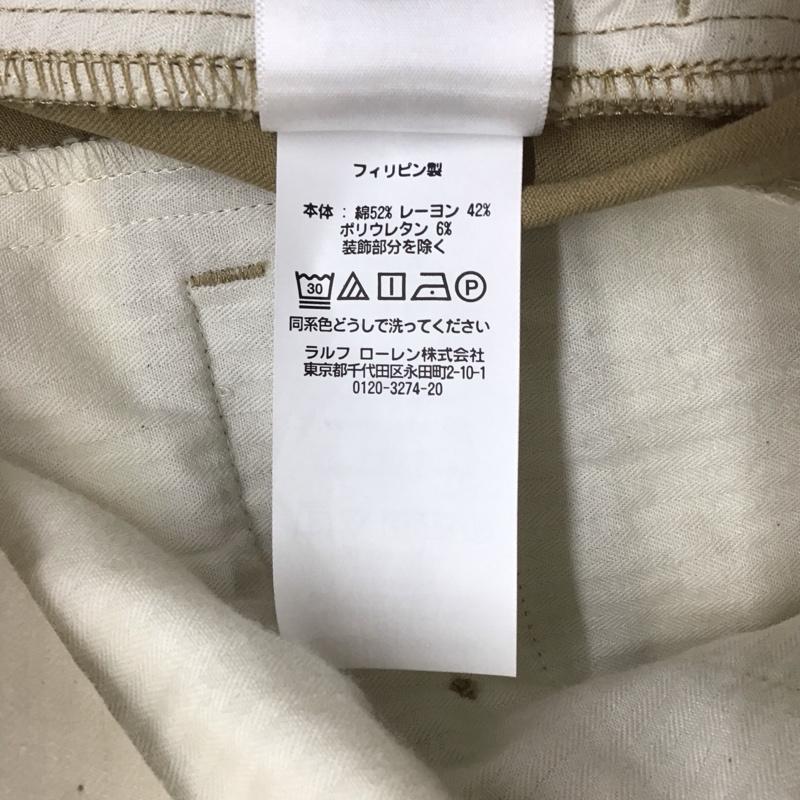 フィリピン製
本体 : 綿52% レーヨン 42%
ポリウレタン 6%
装飾部分を除く
30 P
同系色どうしで洗ってください
ラルフ ローレン株式会社
東京都千代田区永田町2-10-1
0120-3274-20